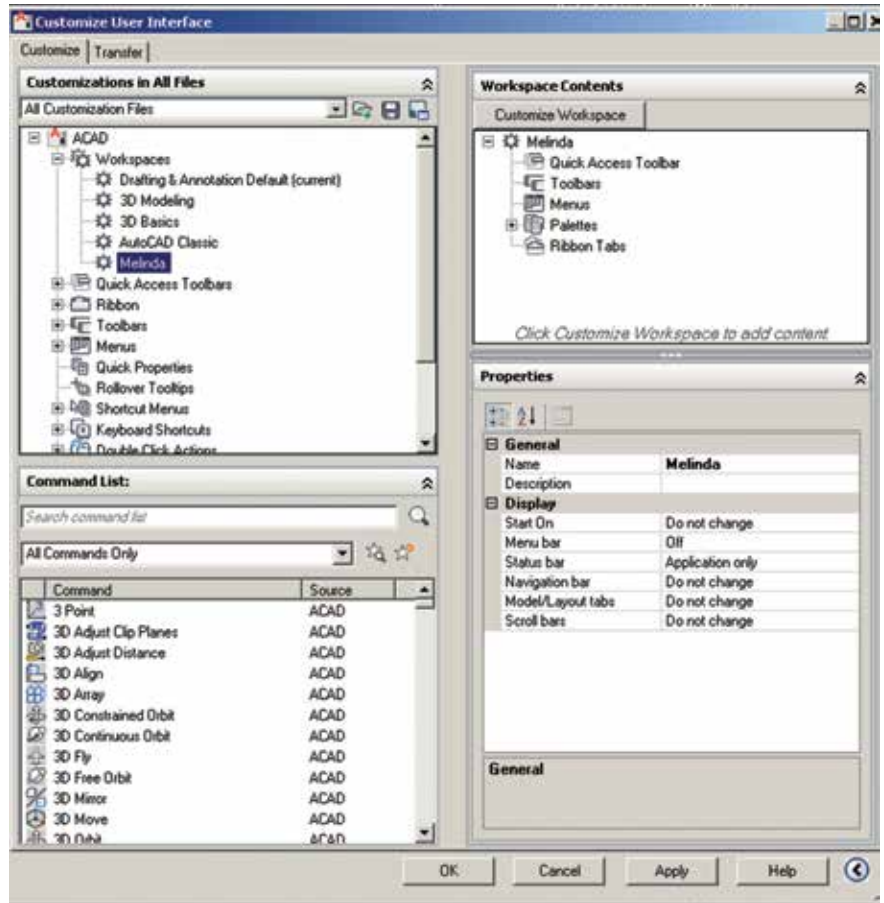 Customize User Interface
Customize Transfer
Customizations in All Files
All Customization Files
ACAD
Workspaces
Drafting & Annotation Default (current)
3D Modeling
3D Basics
AutoCAD Classic
Melinda
Quick Access Toolbars
Ribbon
Toolbars
Menus
Quick Properties
Rollover Tooltips
Shortcut Menus
Keyboard Shortcuts
Double Click Actions
Command List:
Search command list
All Commands Only
Command Source
3 Point ACAD
3D Adjust Clip Planes ACAD
3D Adjust Distance ACAD
3D Align ACAD
3D Array ACAD
3D Constrained Orbit ACAD
3D Continuous Orbit ACAD
3D Fly ACAD
3D Free Orbit ACAD
3D Mirror ACAD
3D Move ACAD
3D Orbit ACAD
Workspace Contents
Customize Workspace
Melinda
Quick Access Toolbar
Toolbars
Menus
Palettes
Ribbon Tabs
Click Customize Workspace to add content
Properties
General
Name Melinda
Description
Display
Start On Do not change
Menu bar Off
Status bar Application only
Navigation bar Do not change
Model/Layout tabs Do not change
Scroll bars Do not change
General
OK Cancel Apply Help